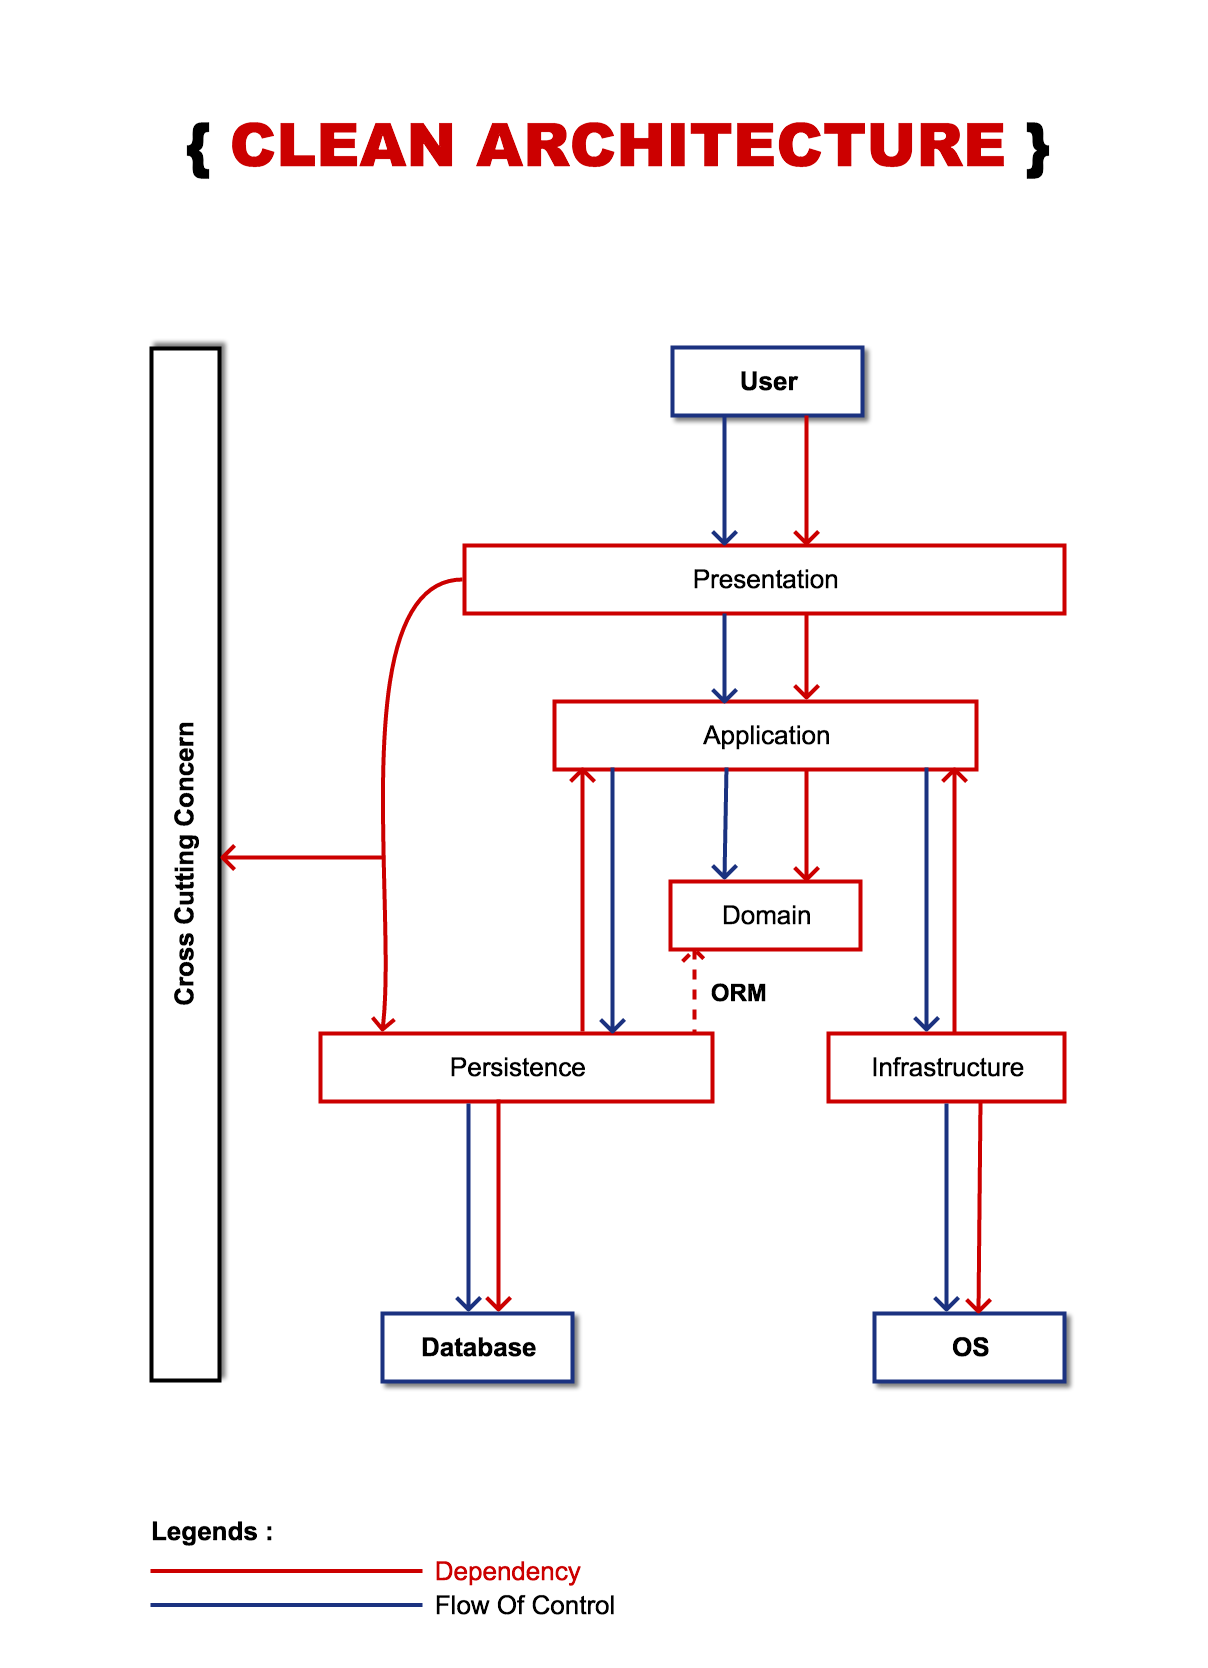 { CLEAN ARCHITECTURE }
User
Presentation
Application
Cross Cutting Concern
Domain
ORM
Persistence
Infrastructure
Database
OS
Legends :
Dependency
Flow Of Control